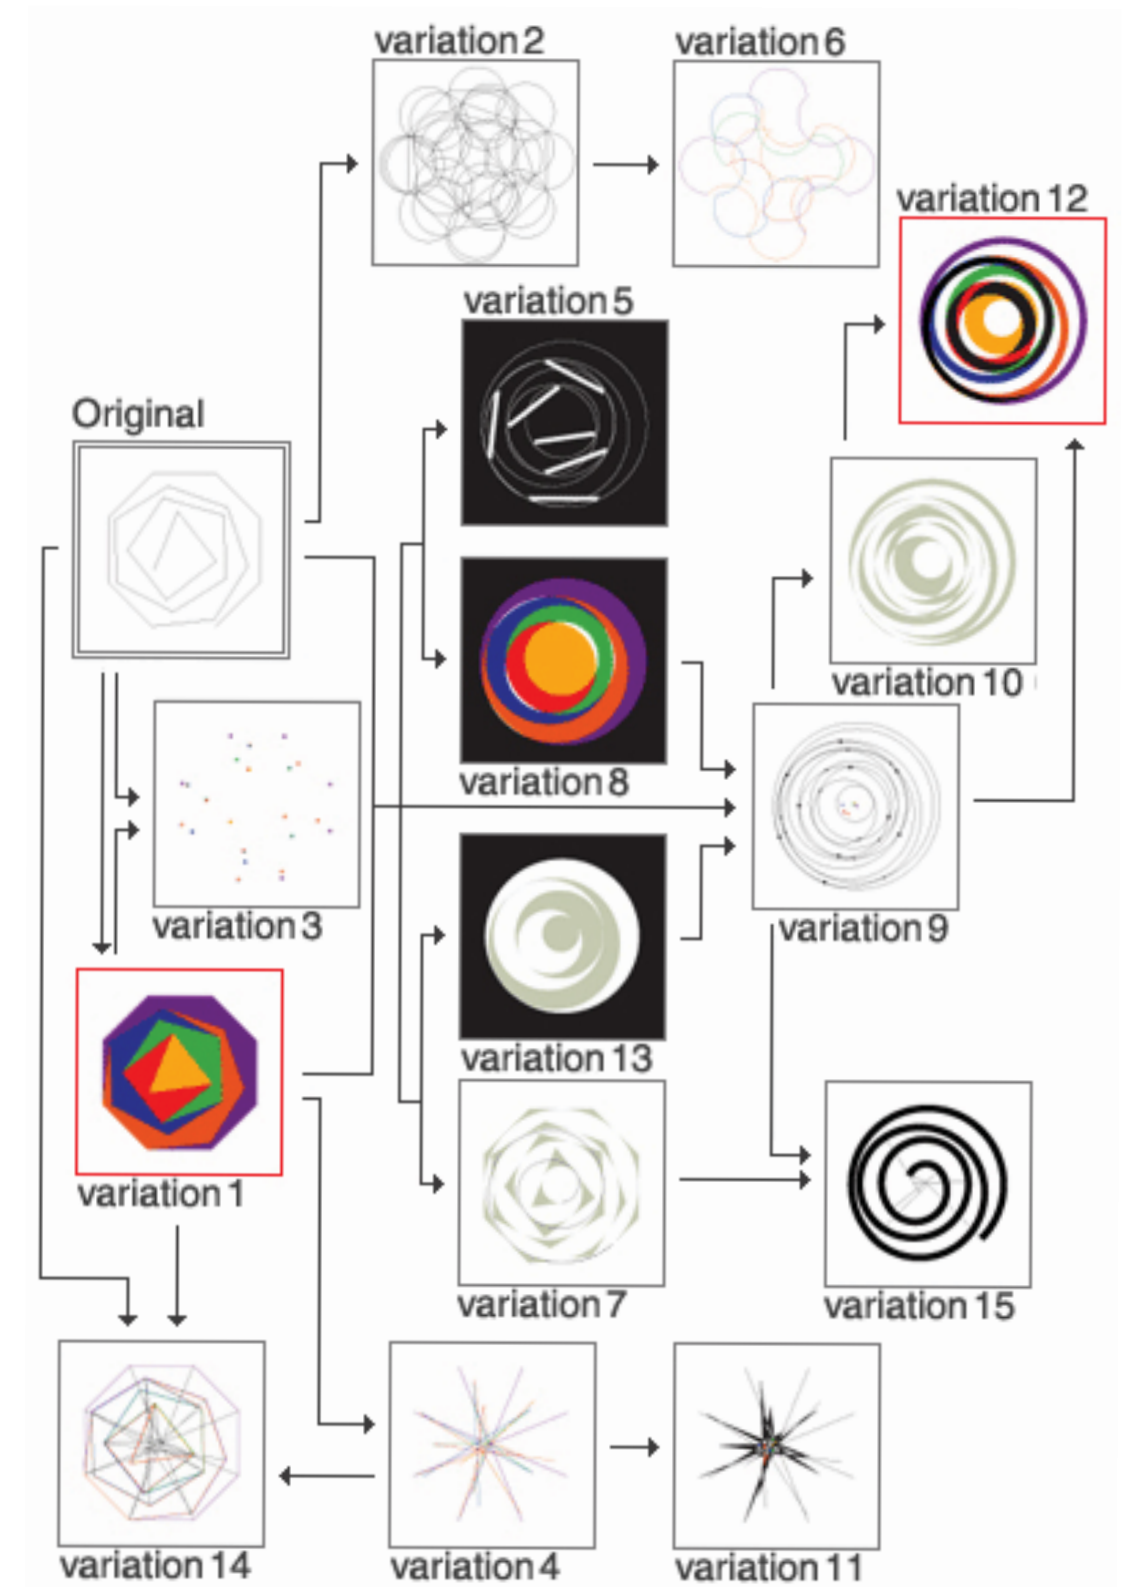 variation 2
variation 6
variation 12
variation 5
Original
variation 10
variation 8
variation 3
variation 9
variation 13
variation 1
variation 7
variation 15
variation 14
variation 4
variation 11